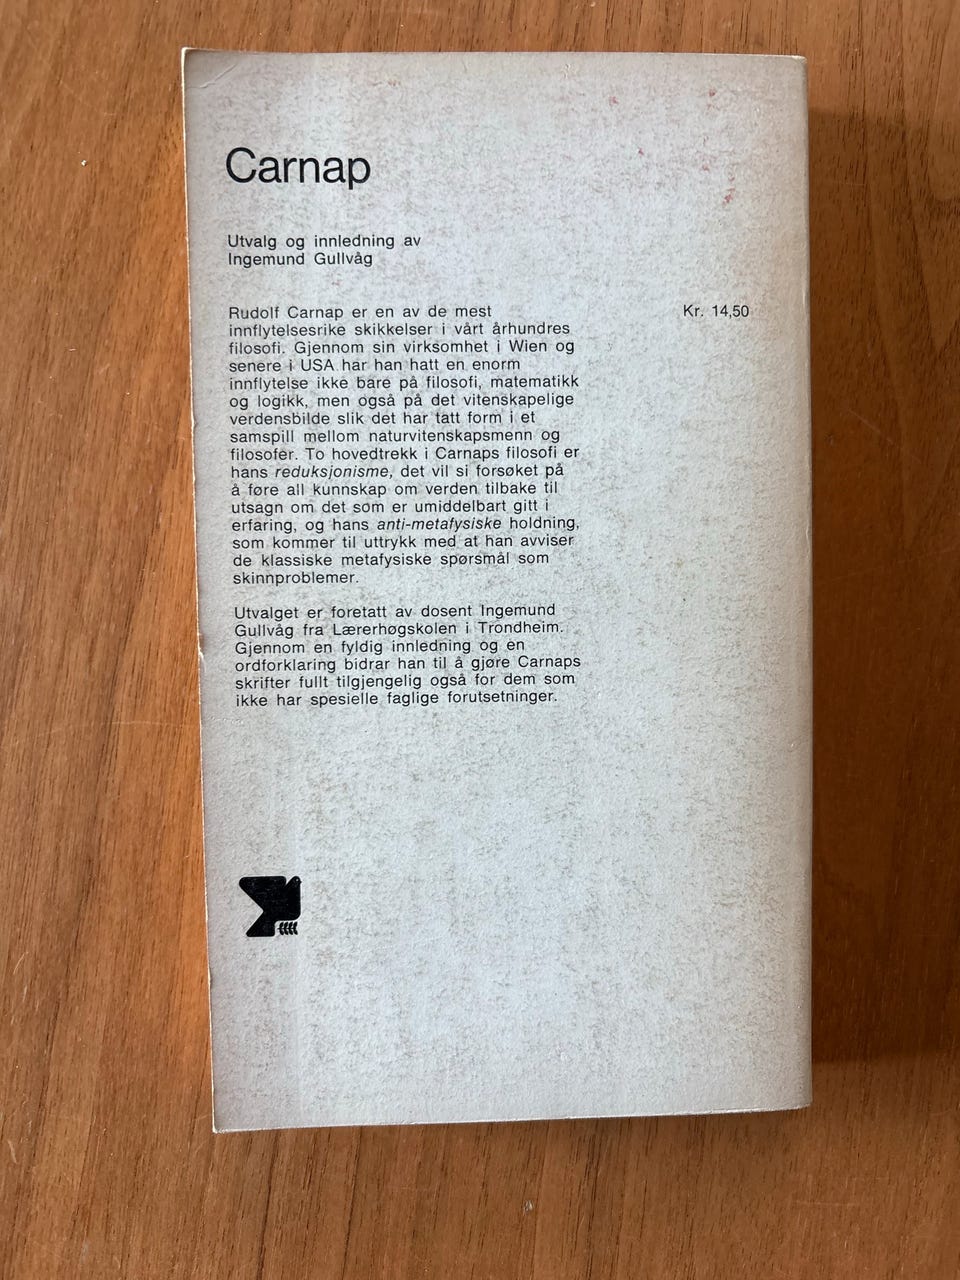 Carnap
Utvalg og innledning av
Ingemund Gullvåg
Rudolf Carnap er en av de mest
innflytelsesrike skikkelser i vårt århundres
filosofi. Gjennom sin virksomhet i Wien og
senere i USA har han hatt en enorm
innflytelse ikke bare på filosofi, matematikk
og logikk, men også på det vitenskapelige
verdensbilde slik det har tatt form i et
samspill mellom naturvitenskapsmenn og
filosofer. To hovedtrekk i Carnaps filosofi er
hans reduksjonisme, det vil si forsøket på
å føre all kunnskap om verden tilbake til
utsagn om det som er umiddelbart gitt i
erfaring, og hans anti-metafysiske holdning,
som kommer til uttrykk med at han avviser
de klassiske metafysiske spørsmål som
skinnproblemer.
Utvalget er foretatt av dosent Ingemund
Gullvåg fra Lærerhøgskolen i Trondheim.
Gjennom en fyldig innledning og en
ordforklaring bidrar han til å gjøre Carnaps
skrifter fullt tilgjengelig også for dem som
ikke har spesielle faglige forutsetninger.
Kr. 14,50